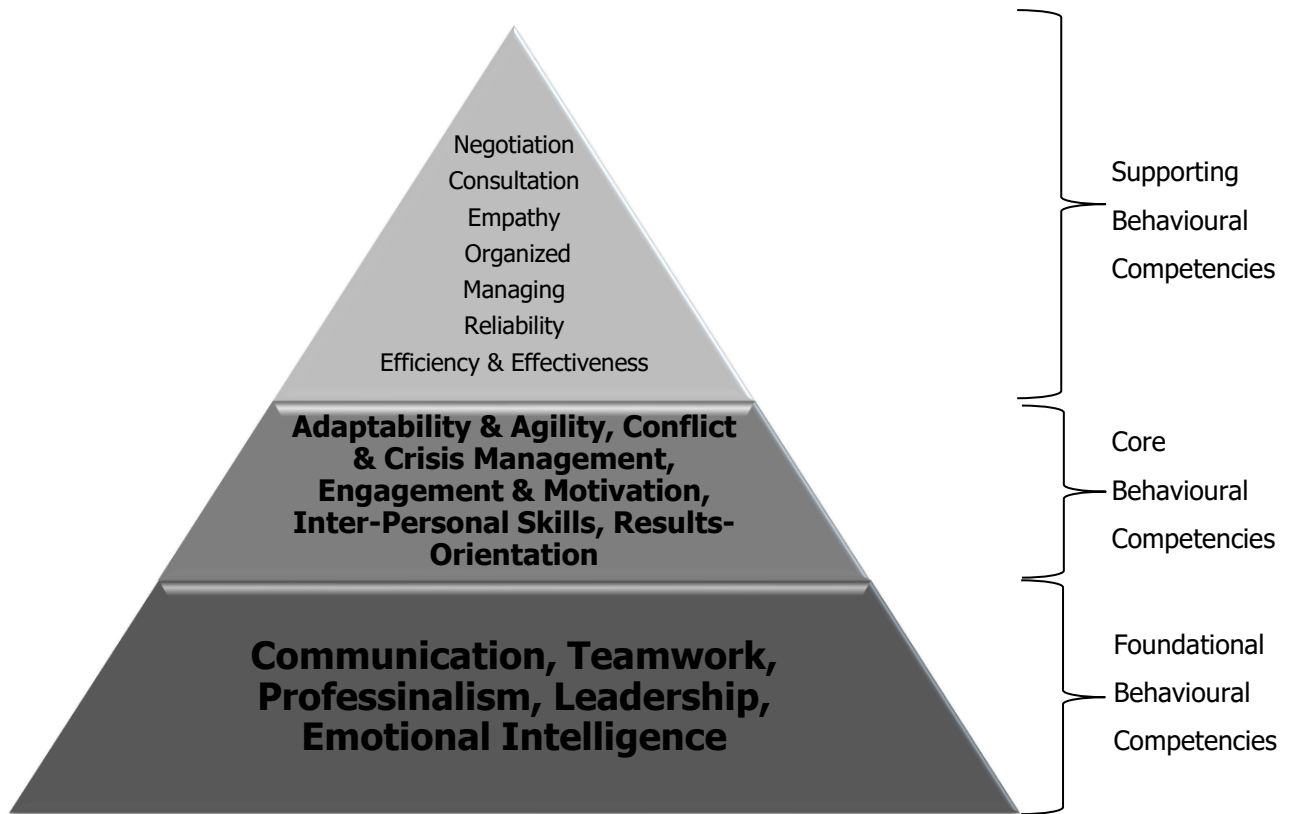 Negotiation
Consultation
Empathy
Organized
Managing
Reliability
Efficiency & Effectiveness
Supporting
Behavioural
Competencies
Adaptability & Agility, Conflict
& Crisis Management,
Engagement & Motivation,
Inter-Personal Skills, Results-
Orientation
Core
Behavioural
Competencies
Communication, Teamwork,
Professinalism, Leadership,
Emotional Intelligence
Foundational
Behavioural
Competencies